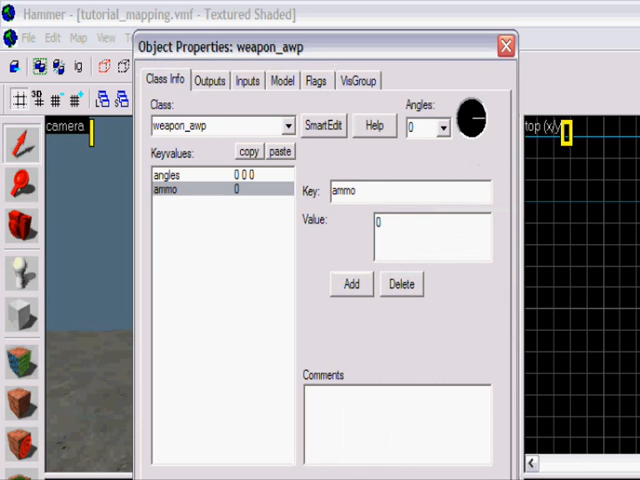 Hammer - [tutorial_mapping.vmf - Textured Shaded]
File Edit Map View
Object Properties: weapon_awp
Class Info Outputs Inputs Model Flags VisGroup
Class:
weapon_awp
SmartEdit
Help
Angles:
0
Keyvalues:
copy paste
angles 0 0 0
ammo 0
Key: ammo
Value: 0
Add Delete
Comments
camera
top (x/y)
3D
ig